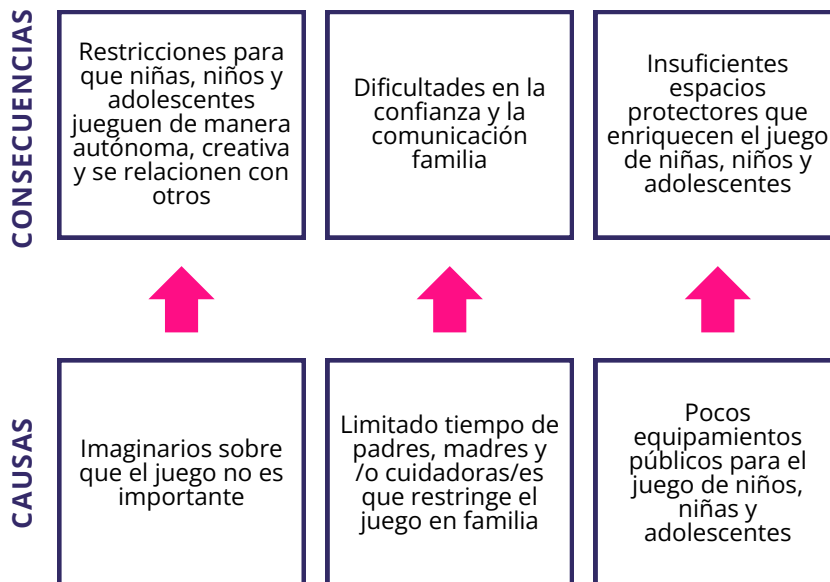 CONSECUENCIAS
Restricciones para
que niñas, niños y
adolescentes
jueguen de manera
autónoma, creativa
y se relacionen con
otros
Dificultades en la
confianza y la
comunicación
familia
Insuficientes
espacios
protectores que
enriquecen el juego
de niñas, niños y
adolescentes
CAUSAS
Imaginarios sobre
que el juego no es
importante
Limitado tiempo de
padres, madres y
/o cuidadoras/es
que restringe el
juego en familia
Pocos
equipamientos
públicos para el
juego de niños,
niñas y
adolescentes